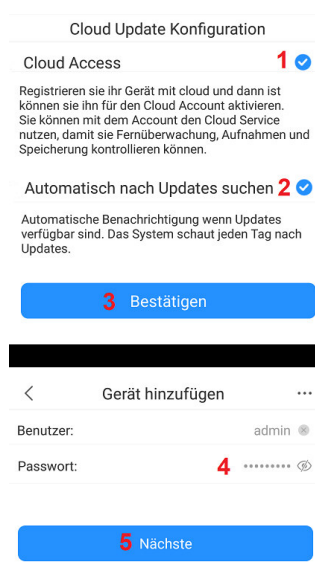 Cloud Update Konfiguration
Cloud Access 1
Registrieren sie ihr Gerät mit cloud und dann ist
können sie ihn für den Cloud Account aktivieren.
Sie können mit dem Account den Cloud Service
nutzen, damit sie Fernüberwachung, Aufnahmen und
Speicherung kontrollieren können.
Automatisch nach Updates suchen 2
Automatische Benachrichtigung wenn Updates
verfügbar sind. Das System schaut jeden Tag nach
Updates.
3 Bestätigen
Gerät hinzufügen ...
Benutzer: admin
Passwort: 4 •••••••••
5 Nächste